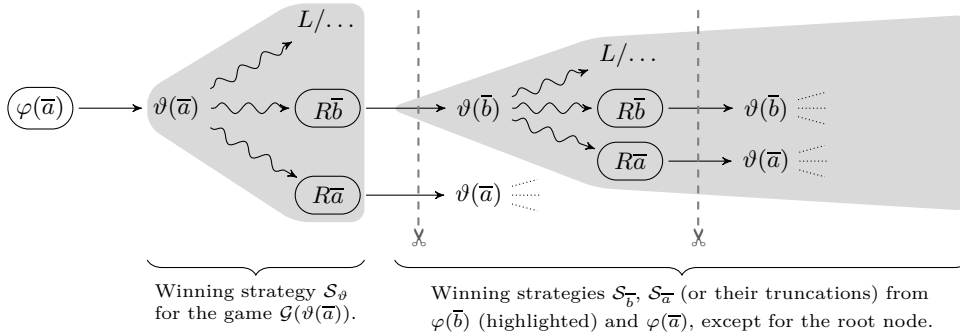 L/...
L/...
φ(a̅) ϑ(a̅) Rb̅ ϑ(b̅) Rb̅ ϑ(b̅)
Ra̅ ϑ(a̅)
Ra̅ ϑ(a̅)
Winning strategy 𝒮_ϑ
for the game 𝒢(ϑ(a̅)).
Winning strategies 𝒮_b̅, 𝒮_a̅ (or their truncations) from
φ(b̅) (highlighted) and φ(a̅), except for the root node.